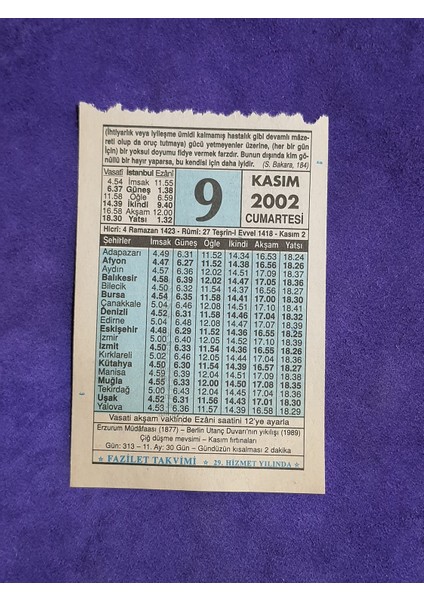 (İhtiyarlık veya iyileşme ümidi kalmamış hastalık gibi devamlı mâze-
reti olup da oruç tutmaya) gücü yetmeyenler üzerine, (her bir gün
için) bir yoksul doyumu fidye vermek farzdır. Bunun dışında kim gö-
nüllü bir hayır yaparsa, bu kendisi için daha iyidir. (S. Bakara, 184)
Vasati İstanbul Ezâni
4.54 İmsak 11.55
6.37 Güneş 1.38
11.58 Öğle 6.59
14.39 İkindi 9.40
16.58 Akşam 12.00
18.30 Yatsı 1.32
9
KASIM
2002
CUMARTESİ
Hicrî: 4 Ramazan 1423 - Rûmî: 27 Teşrîn-i Evvel 1418 - Kasım 2
Şehirler İmsak Güneş Öğle İkindi Akşam Yatsı
Adapazarı 4.49 6.31 11.52 14.34 16.53 18.24
Afyon 4.47 6.27 11.52 14.38 16.56 18.26
Aydın 4.57 6.36 12.04 14.51 17.09 18.38
Balıkesir 4.58 6.39 12.02 14.47 17.05 18.36
Bilecik 4.50 6.32 11.54 14.37 16.56 18.27
Bursa 4.54 6.35 11.58 14.41 17.00 18.30
Çanakkale 5.04 6.46 12.08 14.51 17.10 18.41
Denizli 4.52 6.31 11.58 14.46 17.04 18.32
Edirne 5.04 6.48 12.06 14.45 17.04 18.39
Eskişehir 4.48 6.29 11.52 14.36 16.55 18.25
İzmir 5.00 6.40 12.05 14.52 17.10 18.39
İzmit 4.50 6.33 11.54 14.36 16.55 18.26
Kırklareli 5.02 6.46 12.05 14.44 17.04 18.36
Kütahya 4.50 6.30 11.54 14.39 16.57 18.27
Manisa 4.59 6.39 12.04 14.51 17.09 18.38
Muğla 4.55 6.33 12.00 14.50 17.08 18.35
Tekirdağ 5.00 6.43 12.04 14.45 17.04 18.35
Uşak 4.52 6.31 11.56 14.43 17.01 18.30
Yalova 4.53 6.36 11.57 14.39 16.58 18.29
Vasati akşam vaktinde Ezâni saatini 12'ye ayarla
Erzurum Müdâfaası (1877) – Berlin Utanç Duvarı'nın yıkılışı (1989)
Çiğ düşme mevsimi – Kasım fırtınaları
Gün: 313 – 11. Ay: 30 Gün – Gündüzün kısalması 2 dakika
★ FAZİLET TAKVİMİ ★ 29. HİZMET YILINDA ★